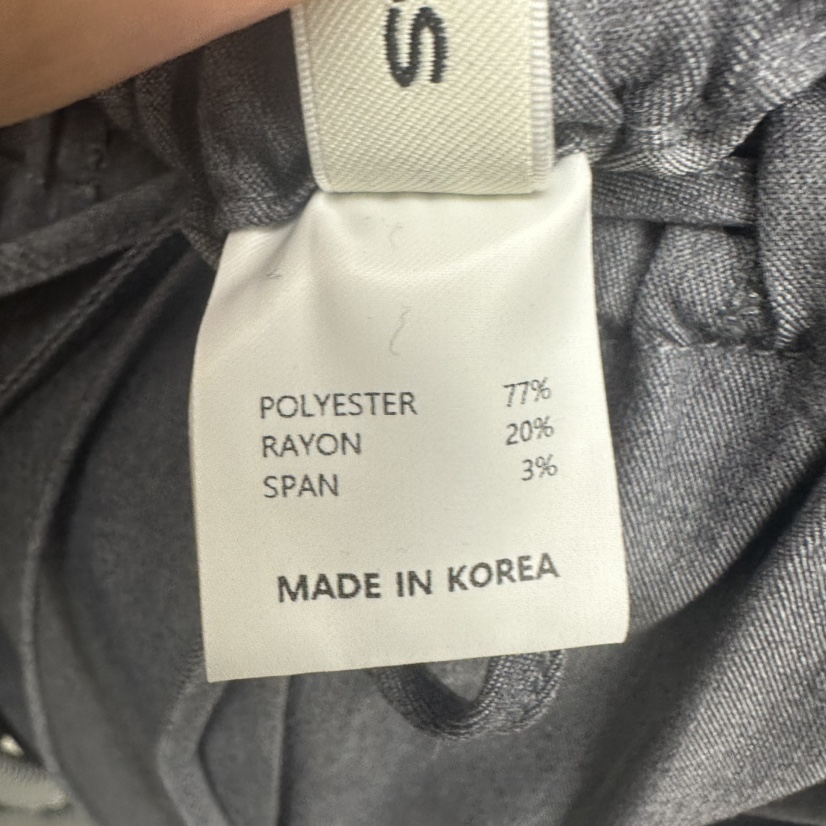 S
POLYESTER 77%
RAYON 20%
SPAN 3%
MADE IN KOREA